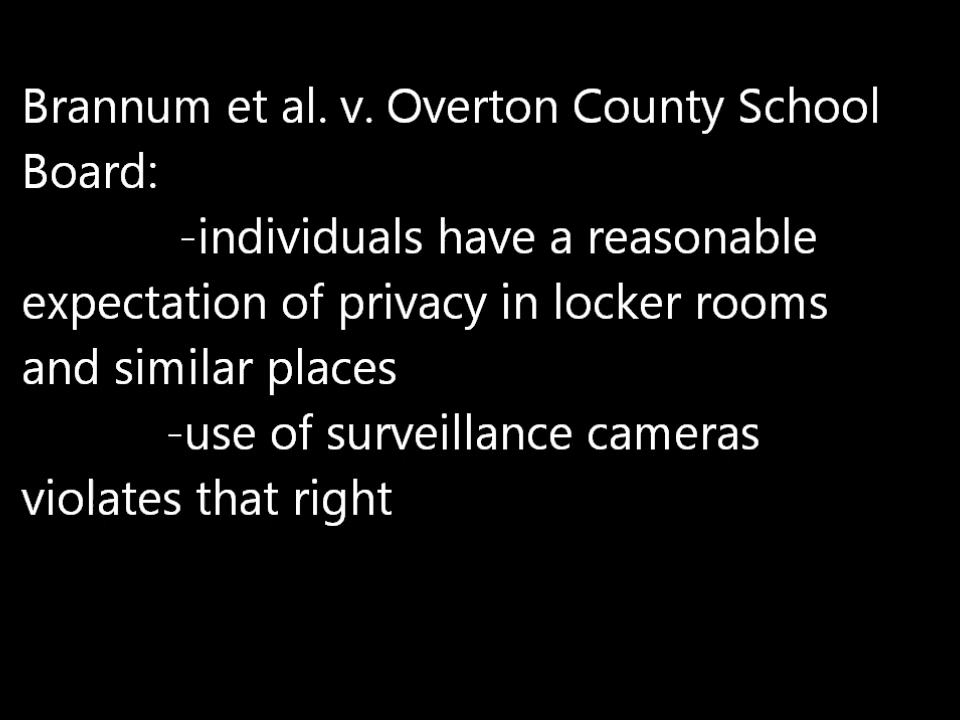 Brannum et al. v. Overton County School
Board:
-individuals have a reasonable
expectation of privacy in locker rooms
and similar places
-use of surveillance cameras
violates that right